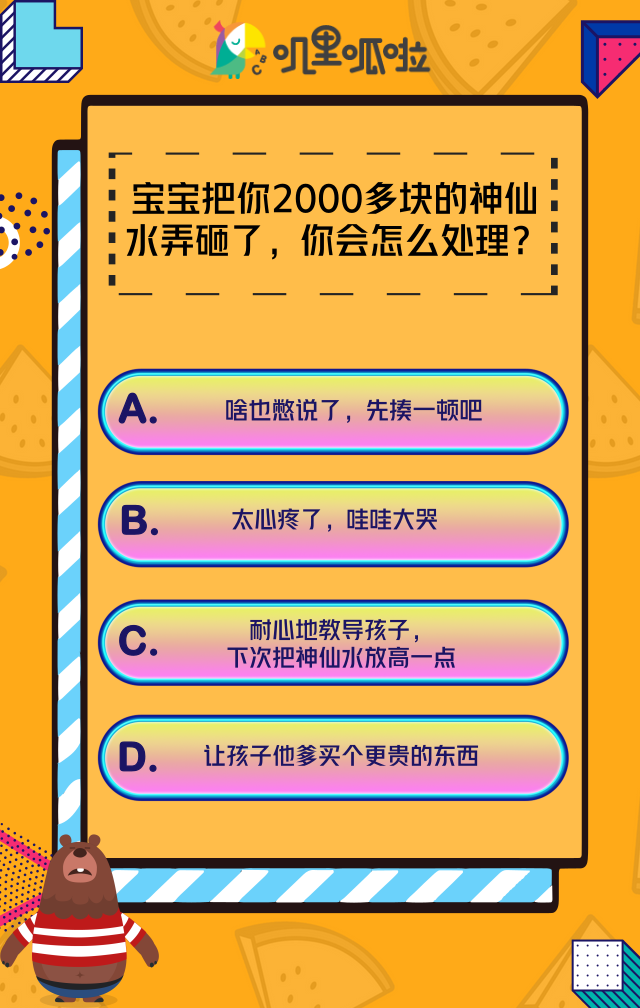 ABC
叽里呱啦
宝宝把你2000多块的神仙
水弄砸了，你会怎么处理？
A. 啥也憋说了，先揍一顿吧
B. 太心疼了，哇哇大哭
C. 耐心地教导孩子，
下次把神仙水放高一点
D. 让孩子他爹买个更贵的东西